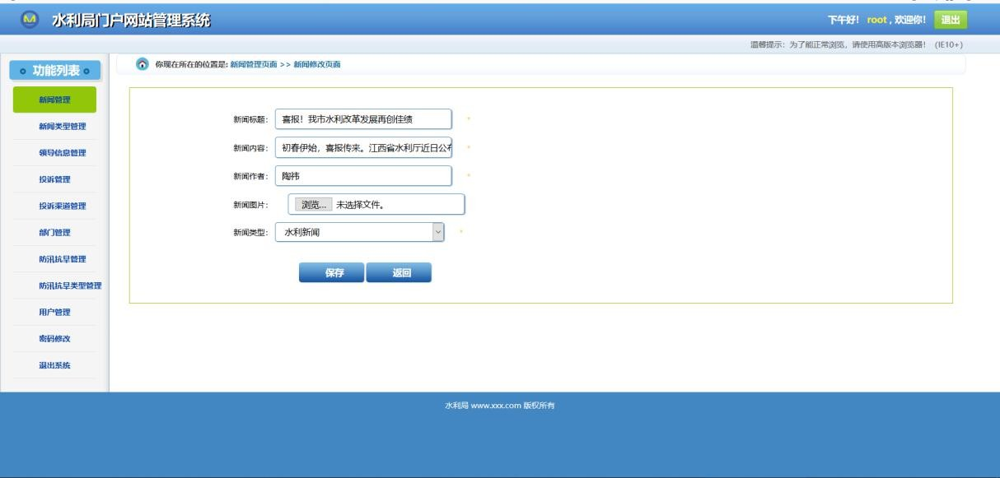 水利局门户网站管理系统
下午好! root , 欢迎你! 退出
温馨提示：为了能正常浏览，请使用高版本浏览器！ (IE10+)
功能列表
你现在所在的位置是: 新闻管理页面 >> 新闻修改页面
新闻管理
新闻类型管理
领导信息管理
投诉管理
投诉渠道管理
部门管理
防汛抗旱管理
防汛抗旱类型管理
用户管理
密码修改
退出系统
新闻标题： 喜报！我市水利改革发展再创佳绩 *
新闻内容： 初春伊始，喜报传来。江西省水利厅近日公 *
新闻作者： 陶祎 *
新闻图片： 浏览... 未选择文件。
新闻类型： 水利新闻 *
保存 返回
水利局 www.xxx.com 版权所有